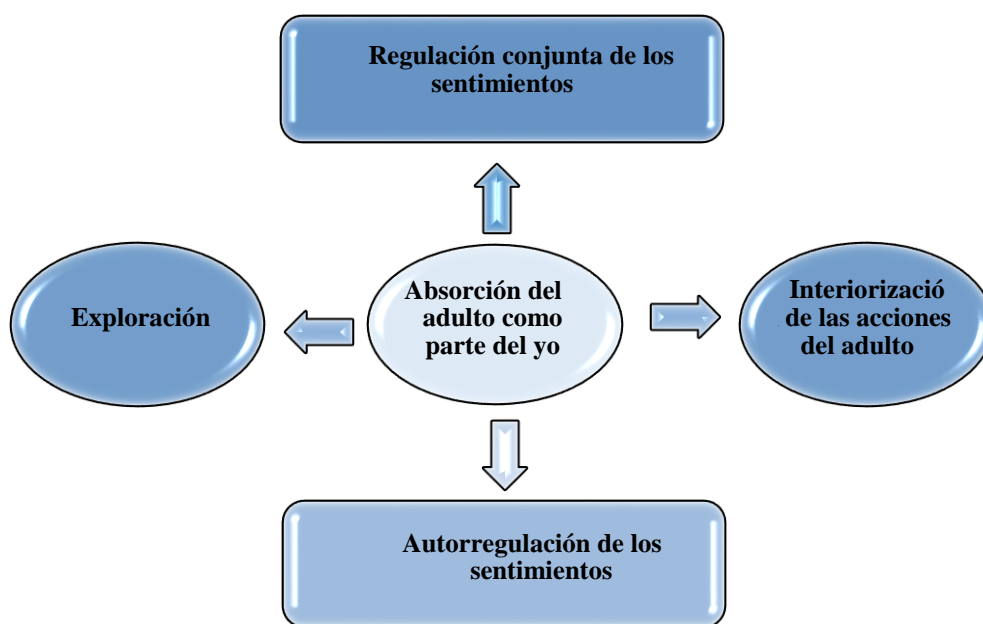 Regulación conjunta de los
sentimientos
Exploración
Absorción del
adulto como
parte del yo
Interiorizació
de las acciones
del adulto
Autorregulación de los
sentimientos